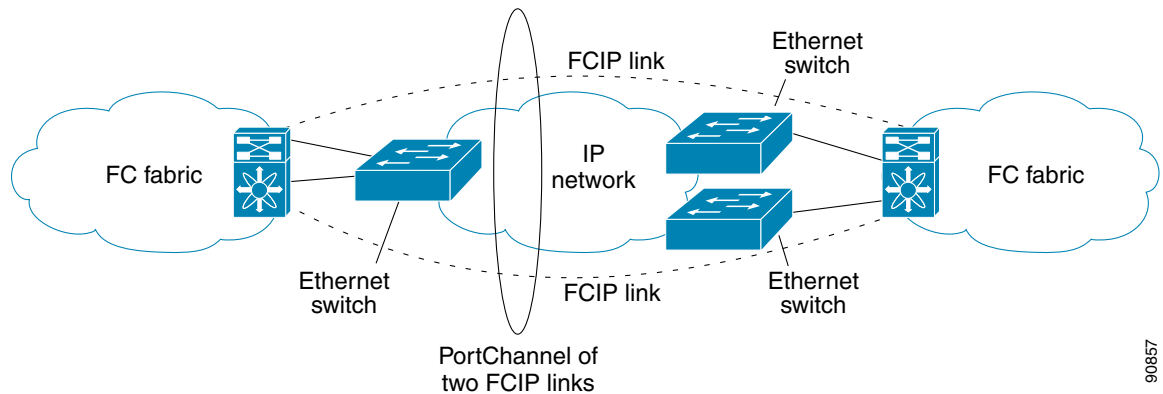 Ethernet
switch
FCIP link
FC fabric
IP
network
FC fabric
Ethernet
switch
FCIP link
Ethernet
switch
PortChannel of
two FCIP links
90857